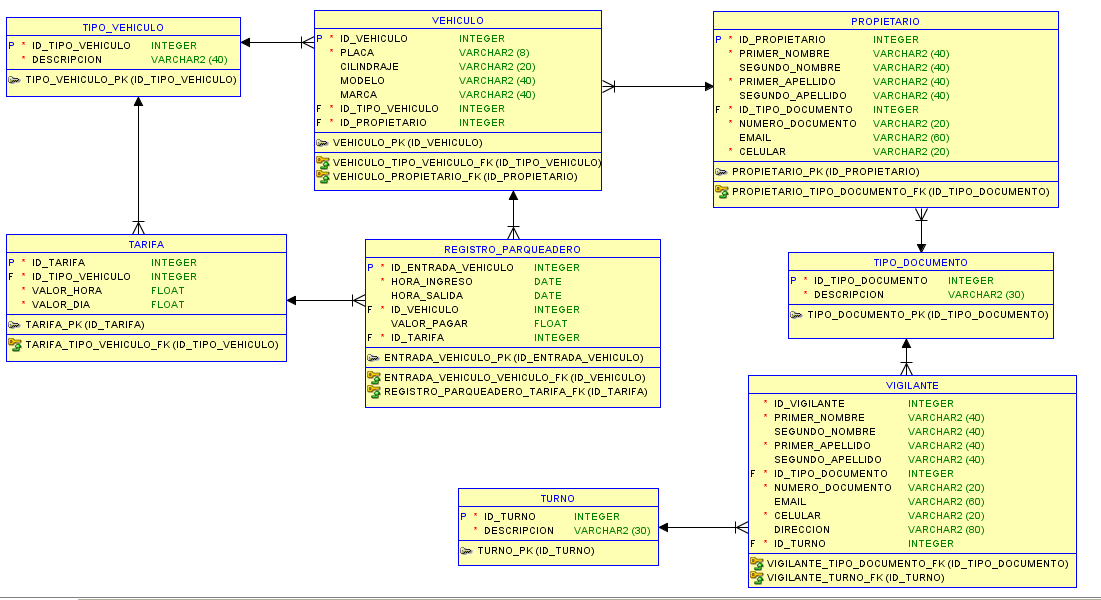 TIPO_VEHICULO
P * ID_TIPO_VEHICULO INTEGER
* DESCRIPCION VARCHAR2 (40)
TIPO_VEHICULO_PK (ID_TIPO_VEHICULO)
VEHICULO
P * ID_VEHICULO INTEGER
* PLACA VARCHAR2 (8)
CILINDRAJE VARCHAR2 (20)
MODELO VARCHAR2 (40)
MARCA VARCHAR2 (40)
F * ID_TIPO_VEHICULO INTEGER
F * ID_PROPIETARIO INTEGER
VEHICULO_PK (ID_VEHICULO)
VEHICULO_TIPO_VEHICULO_FK (ID_TIPO_VEHICULO)
VEHICULO_PROPIETARIO_FK (ID_PROPIETARIO)
PROPIETARIO
P * ID_PROPIETARIO INTEGER
* PRIMER_NOMBRE VARCHAR2 (40)
SEGUNDO_NOMBRE VARCHAR2 (40)
* PRIMER_APELLIDO VARCHAR2 (40)
SEGUNDO_APELLIDO VARCHAR2 (40)
F * ID_TIPO_DOCUMENTO INTEGER
* NUMERO_DOCUMENTO VARCHAR2 (20)
EMAIL VARCHAR2 (60)
* CELULAR VARCHAR2 (20)
PROPIETARIO_PK (ID_PROPIETARIO)
PROPIETARIO_TIPO_DOCUMENTO_FK (ID_TIPO_DOCUMENTO)
TARIFA
P * ID_TARIFA INTEGER
F * ID_TIPO_VEHICULO INTEGER
* VALOR_HORA FLOAT
* VALOR_DIA FLOAT
TARIFA_PK (ID_TARIFA)
TARIFA_TIPO_VEHICULO_FK (ID_TIPO_VEHICULO)
REGISTRO_PARQUEADERO
P * ID_ENTRADA_VEHICULO INTEGER
* HORA_INGRESO DATE
HORA_SALIDA DATE
F * ID_VEHICULO INTEGER
VALOR_PAGAR FLOAT
F * ID_TARIFA INTEGER
ENTRADA_VEHICULO_PK (ID_ENTRADA_VEHICULO)
ENTRADA_VEHICULO_VEHICULO_FK (ID_VEHICULO)
REGISTRO_PARQUEADERO_TARIFA_FK (ID_TARIFA)
TIPO_DOCUMENTO
P * ID_TIPO_DOCUMENTO INTEGER
* DESCRIPCION VARCHAR2 (30)
TIPO_DOCUMENTO_PK (ID_TIPO_DOCUMENTO)
VIGILANTE
* ID_VIGILANTE INTEGER
* PRIMER_NOMBRE VARCHAR2 (40)
SEGUNDO_NOMBRE VARCHAR2 (40)
* PRIMER_APELLIDO VARCHAR2 (40)
SEGUNDO_APELLIDO VARCHAR2 (40)
F * ID_TIPO_DOCUMENTO INTEGER
* NUMERO_DOCUMENTO VARCHAR2 (20)
EMAIL VARCHAR2 (60)
* CELULAR VARCHAR2 (20)
DIRECCION VARCHAR2 (80)
F * ID_TURNO INTEGER
VIGILANTE_TIPO_DOCUMENTO_FK (ID_TIPO_DOCUMENTO)
VIGILANTE_TURNO_FK (ID_TURNO)
TURNO
P * ID_TURNO INTEGER
* DESCRIPCION VARCHAR2 (30)
TURNO_PK (ID_TURNO)